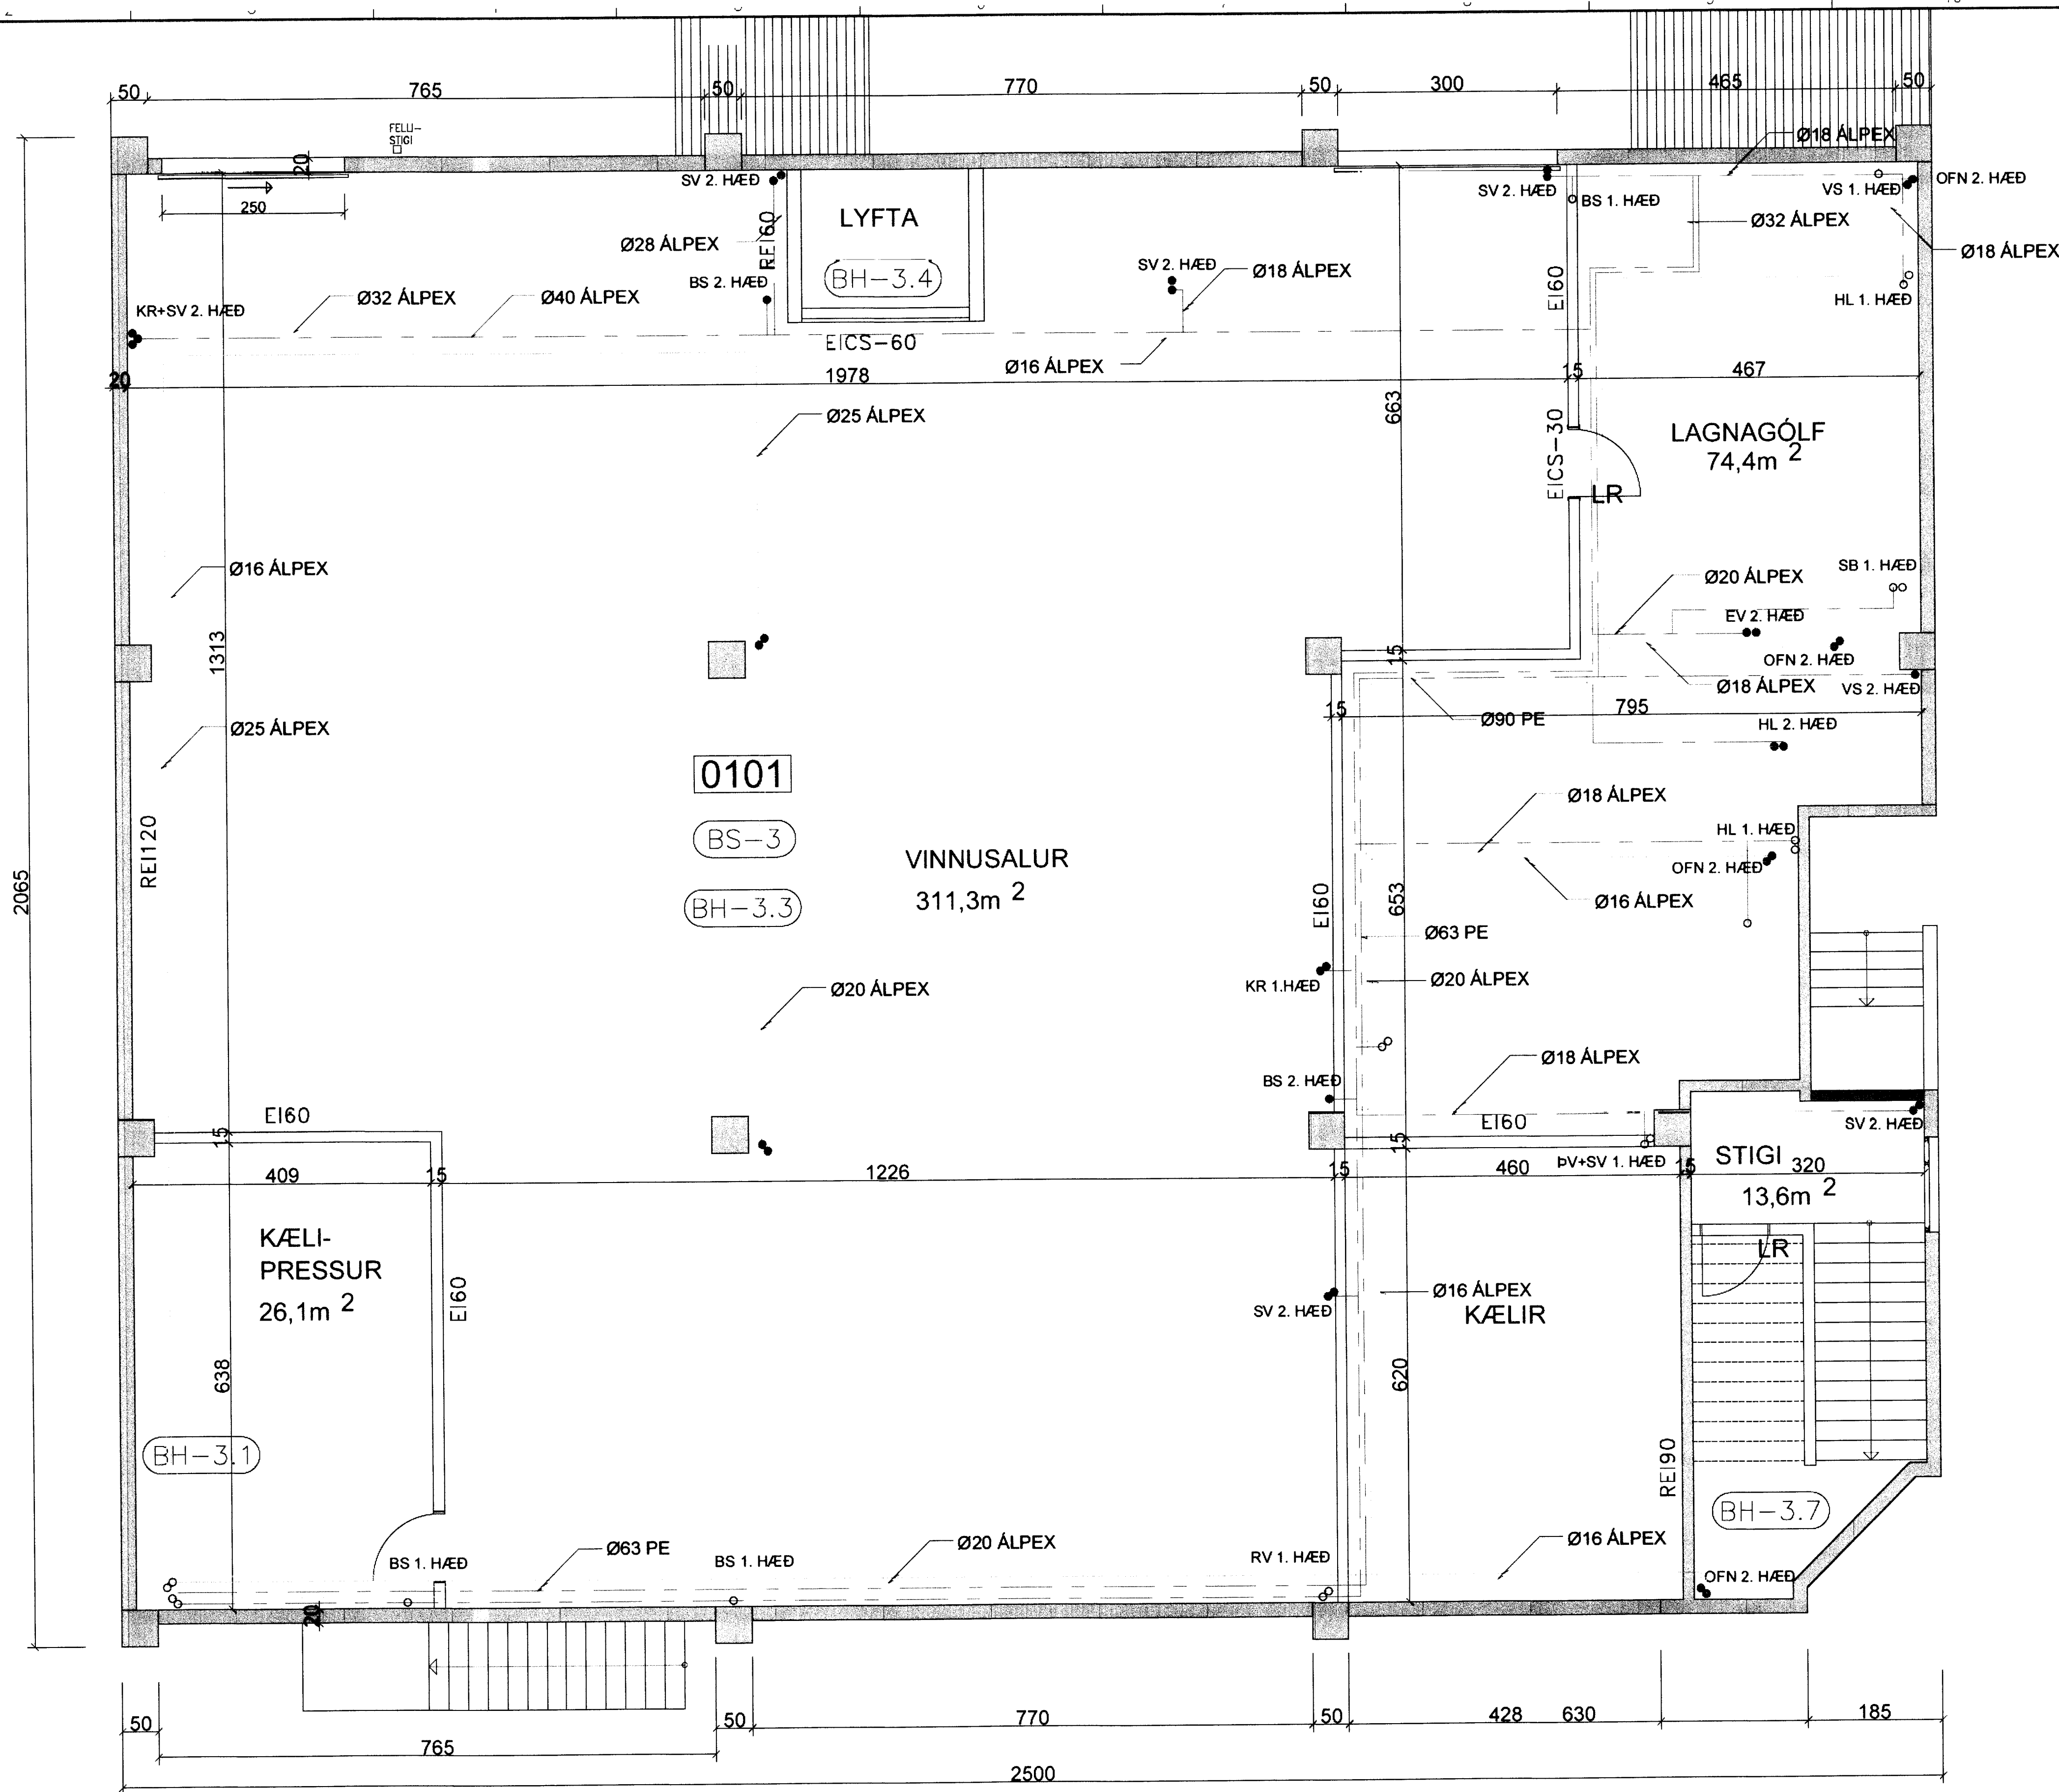 50 765 50 770 50 300 465 50
FELLI-
STIGI
20
250
SV 2. HÆÐ
REI60
LYFTA
BH-3.4
Ø28 ÁLPEX
BS 2. HÆÐ
SV 2. HÆÐ
Ø18 ÁLPEX
SV 2. HÆÐ
BS 1. HÆÐ
Ø18 ÁLPEX
VS 1. HÆÐ
OFN 2. HÆÐ
Ø32 ÁLPEX
Ø18 ÁLPEX
HL 1. HÆÐ
KR+SV 2. HÆÐ
Ø32 ÁLPEX
Ø40 ÁLPEX
EICS-60
Ø16 ÁLPEX
EI60
20 1978 15 467
663
Ø25 ÁLPEX
EICS-30
LAGNAGÓLF
74,4m 2
LR
Ø16 ÁLPEX
1313
Ø20 ÁLPEX
SB 1. HÆÐ
EV 2. HÆÐ
OFN 2. HÆÐ
Ø18 ÁLPEX
VS 2. HÆÐ
15
15 795
Ø90 PE
HL 2. HÆÐ
Ø25 ÁLPEX
0101
BS-3
BH-3.3
VINNUSALUR
311,3m 2
REI120
2065
Ø18 ÁLPEX
HL 1. HÆÐ
OFN 2. HÆÐ
Ø16 ÁLPEX
EI60
653
Ø63 PE
KR 1.HÆÐ
Ø20 ÁLPEX
Ø20 ÁLPEX
Ø18 ÁLPEX
BS 2. HÆÐ
EI60
15
EI60
15
SV 2. HÆÐ
ÞV+SV 1. HÆÐ
STIGI
13,6m 2
409 15 1226 15 460 15 320
KÆLI-
PRESSUR
26,1m 2
EI60
LR
Ø16 ÁLPEX
SV 2. HÆÐ
KÆLIR
638
620
BH-3.1
REI90
BH-3.7
BS 1. HÆÐ
Ø63 PE
BS 1. HÆÐ
Ø20 ÁLPEX
RV 1. HÆÐ
Ø16 ÁLPEX
OFN 2. HÆÐ
20
50 765 50 770 50 428 630 185
2500